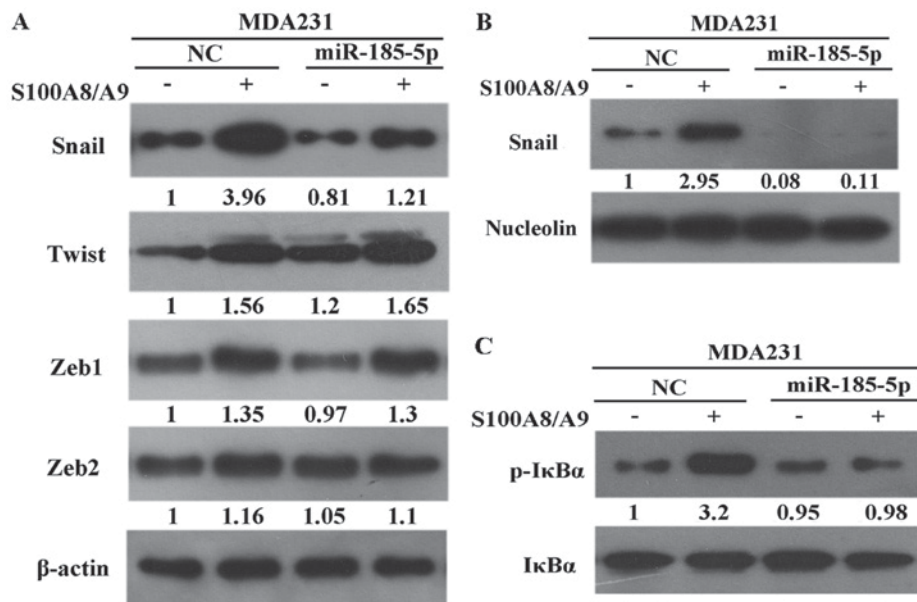 A
MDA231
NC miR-185-5p
S100A8/A9 - + - +
Snail
1 3.96 0.81 1.21
Twist
1 1.56 1.2 1.65
Zeb1
1 1.35 0.97 1.3
Zeb2
1 1.16 1.05 1.1
β-actin
B
MDA231
NC miR-185-5p
S100A8/A9 - + - +
Snail
1 2.95 0.08 0.11
Nucleolin
C
MDA231
NC miR-185-5p
S100A8/A9 - + - +
p-IκBα
1 3.2 0.95 0.98
IκBα